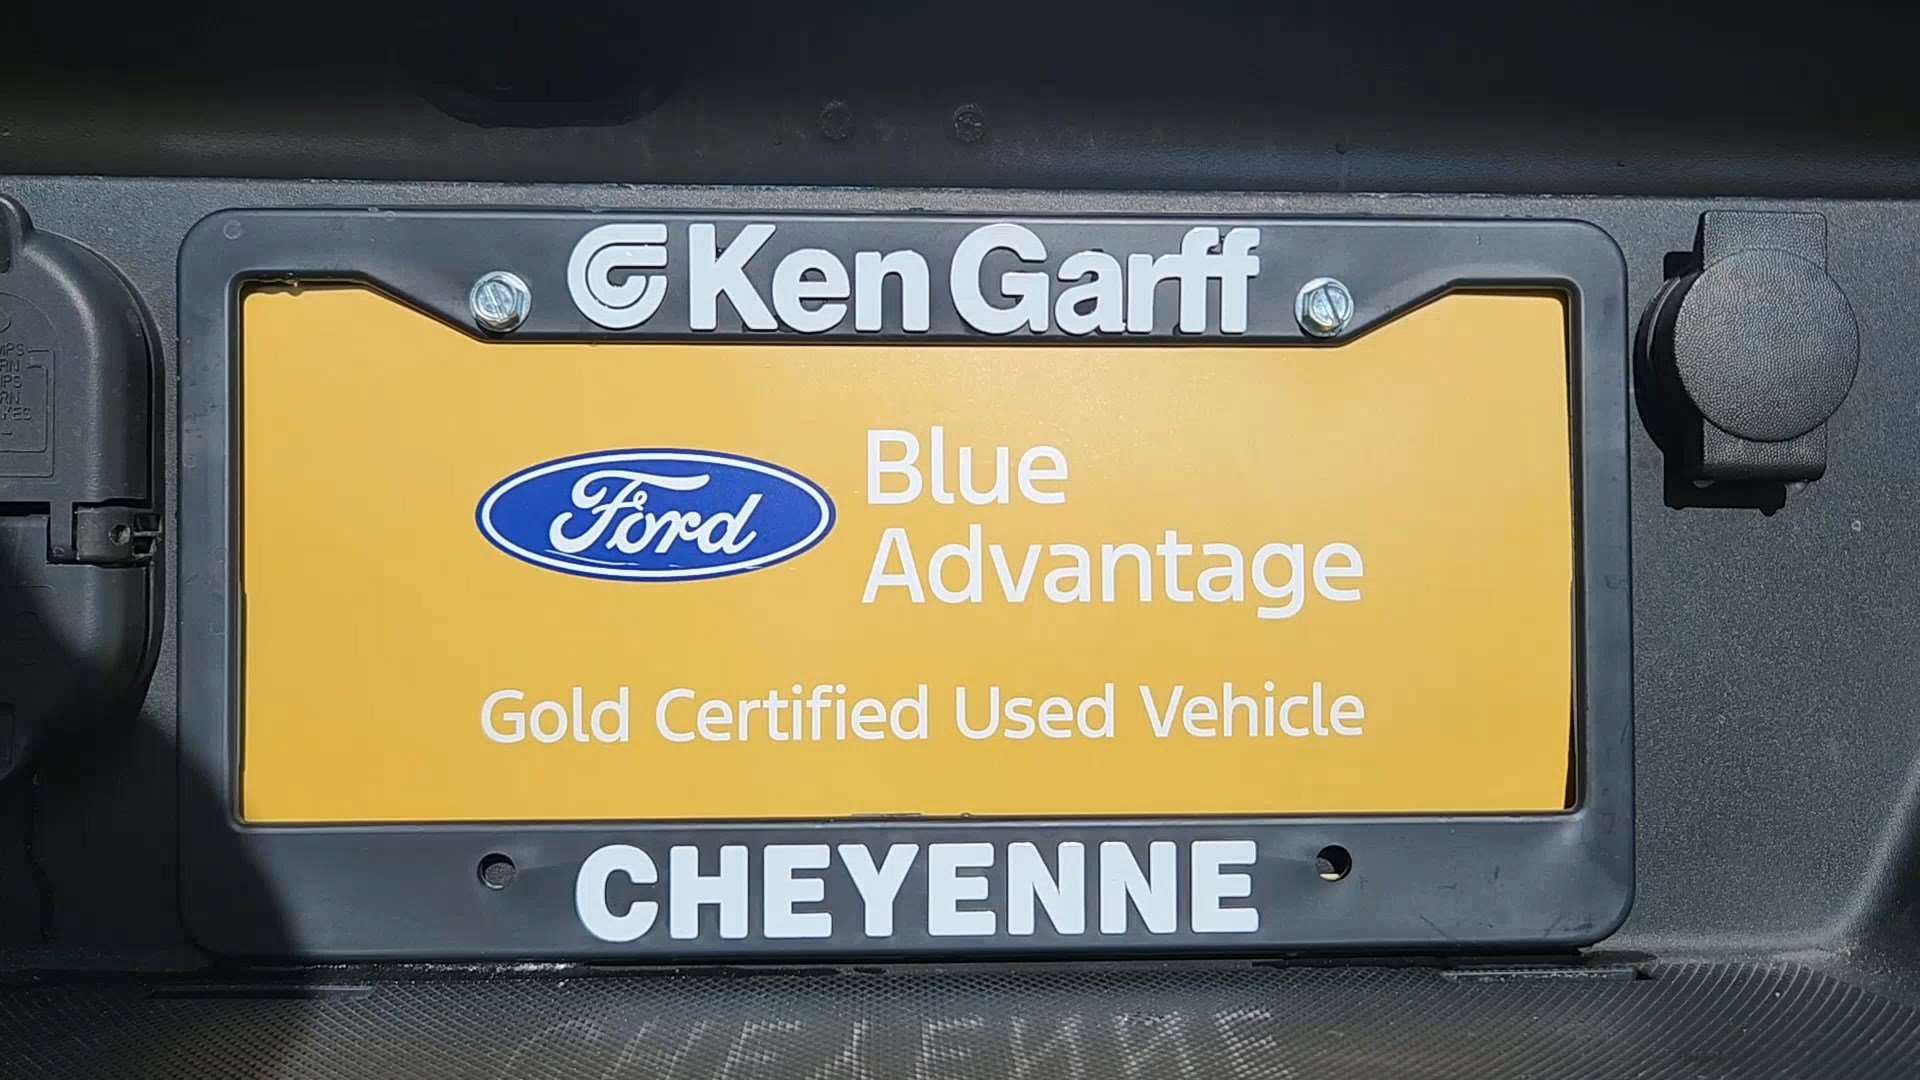 Ken Garff
Ford
Blue
Advantage
Gold Certified Used Vehicle
CHEYENNE